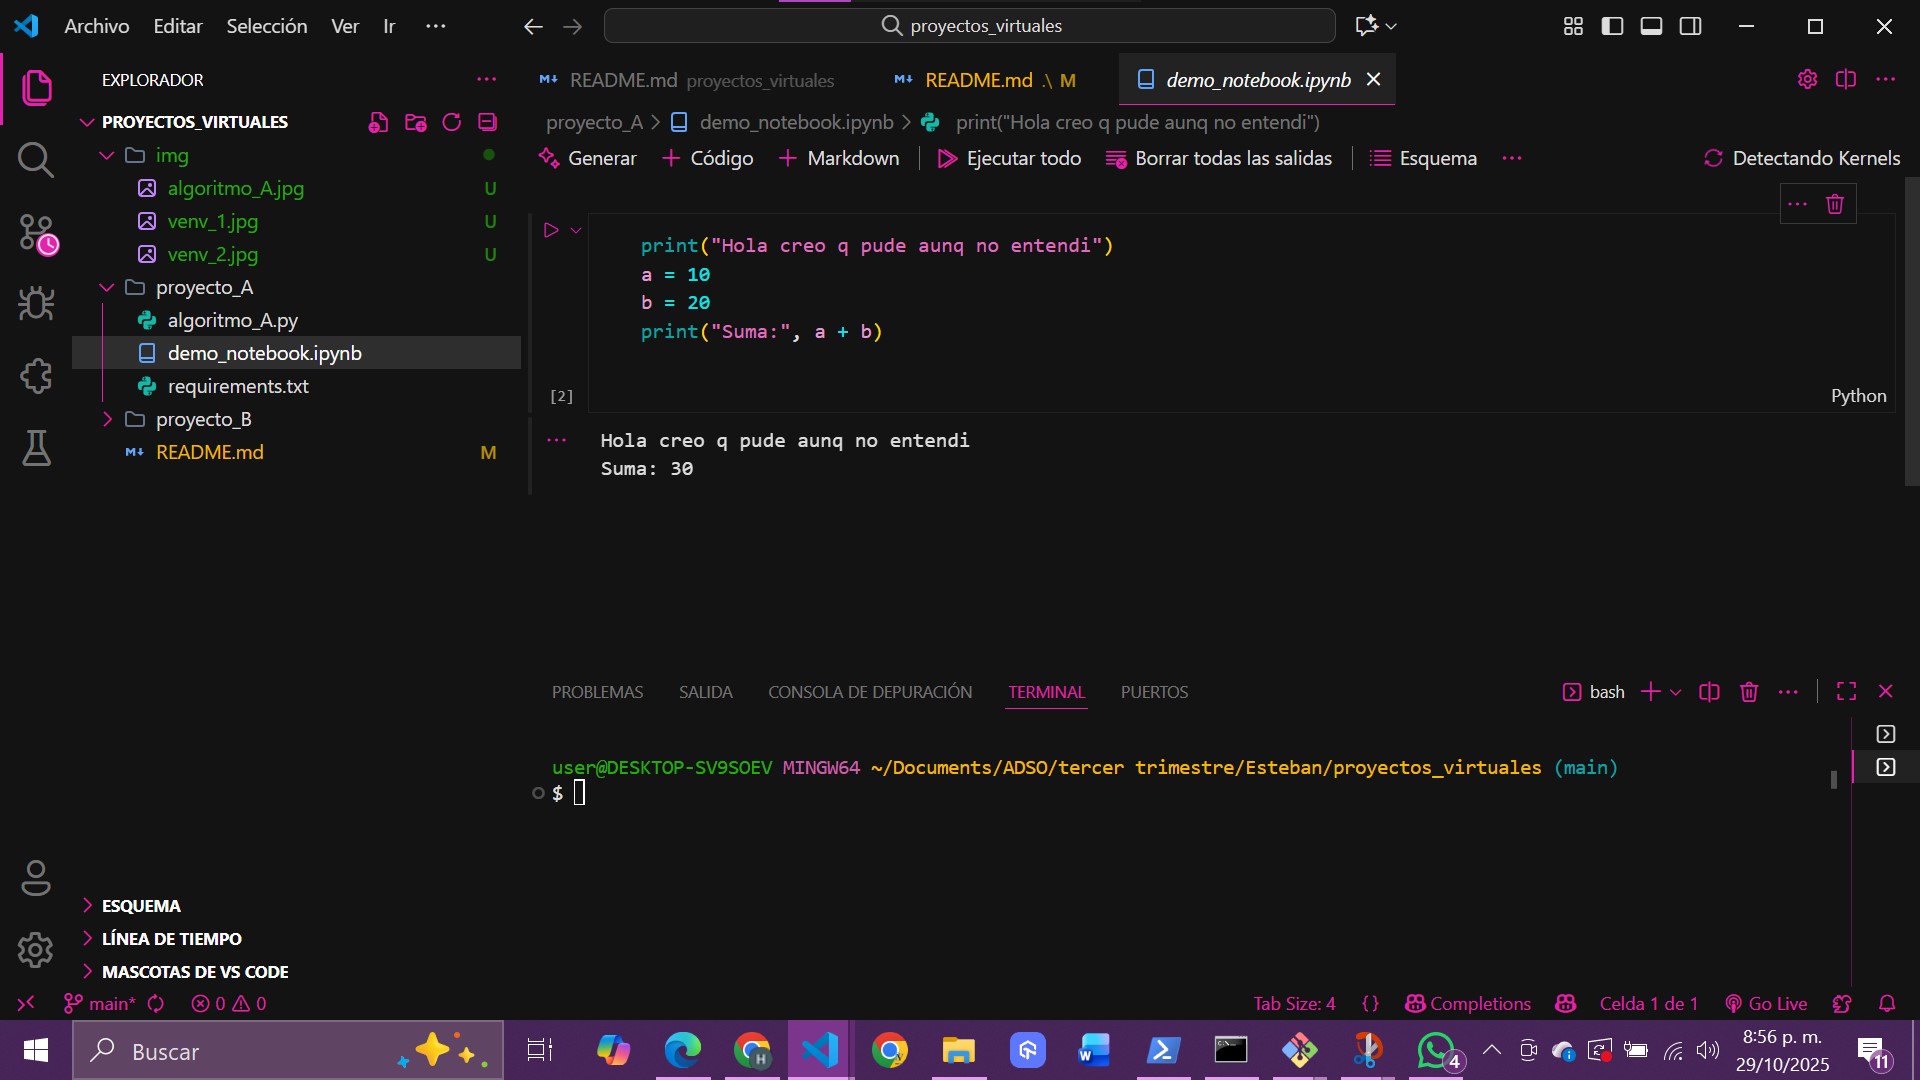 Archivo Editar Selección Ver Ir ···
proyectos_virtuales
EXPLORADOR
PROYECTOS_VIRTUALES
img
algoritmo_A.jpg U
venv_1.jpg U
venv_2.jpg U
proyecto_A
algoritmo_A.py
demo_notebook.ipynb
requirements.txt
proyecto_B
README.md M
ESQUEMA
LÍNEA DE TIEMPO
MASCOTAS DE VS CODE
README.md proyectos_virtuales
README.md .\ M
demo_notebook.ipynb
proyecto_A > demo_notebook.ipynb > print("Hola creo q pude aunq no entendi")
Generar + Código + Markdown Ejecutar todo Borrar todas las salidas Esquema ··· Detectando Kernels
print("Hola creo q pude aunq no entendi")
a = 10
b = 20
print("Suma:", a + b)
[2]
Python
Hola creo q pude aunq no entendi
Suma: 30
PROBLEMAS SALIDA CONSOLA DE DEPURACIÓN TERMINAL PUERTOS
bash
user@DESKTOP-SV9SOEV MINGW64 ~/Documents/ADSO/tercer trimestre/Esteban/proyectos_virtuales (main)
$
main* 0 0
Tab Size: 4 {} Completions Celda 1 de 1 Go Live
Buscar
H
4
8:56 p. m.
29/10/2025
11